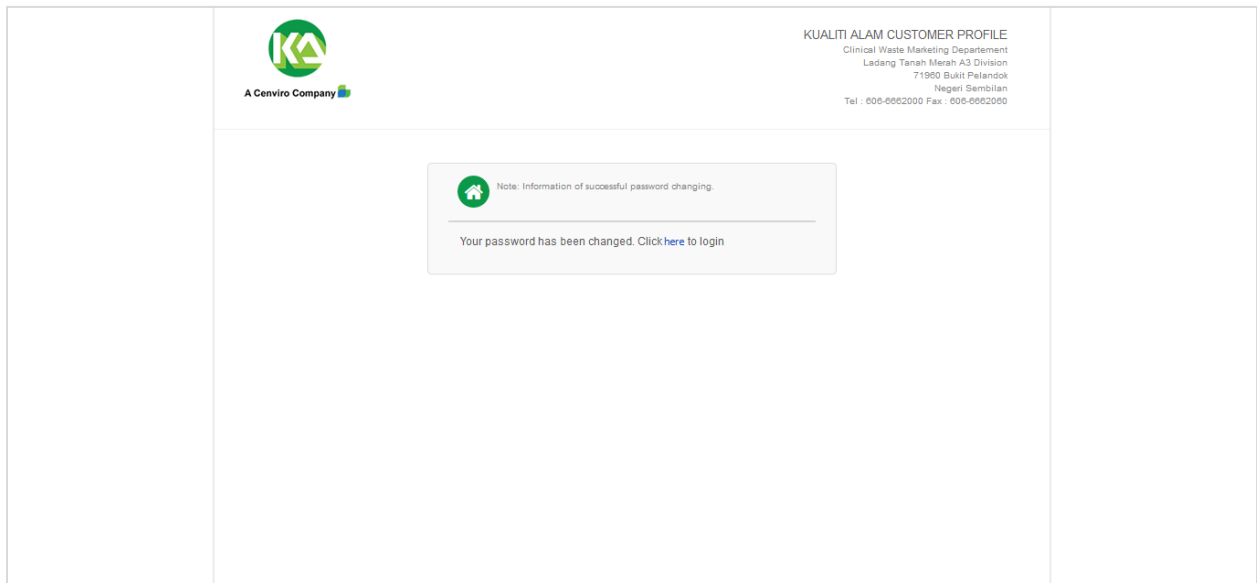 KA
A Cenviro Company
KUALITI ALAM CUSTOMER PROFILE
Clinical Waste Marketing Departement
Ladang Tanah Merah A3 Division
71960 Bukit Pelandok
Negeri Sembilan
Tel : 606-6662000 Fax : 606-6662060
Note: Information of successful password changing.
Your password has been changed. Click here to login